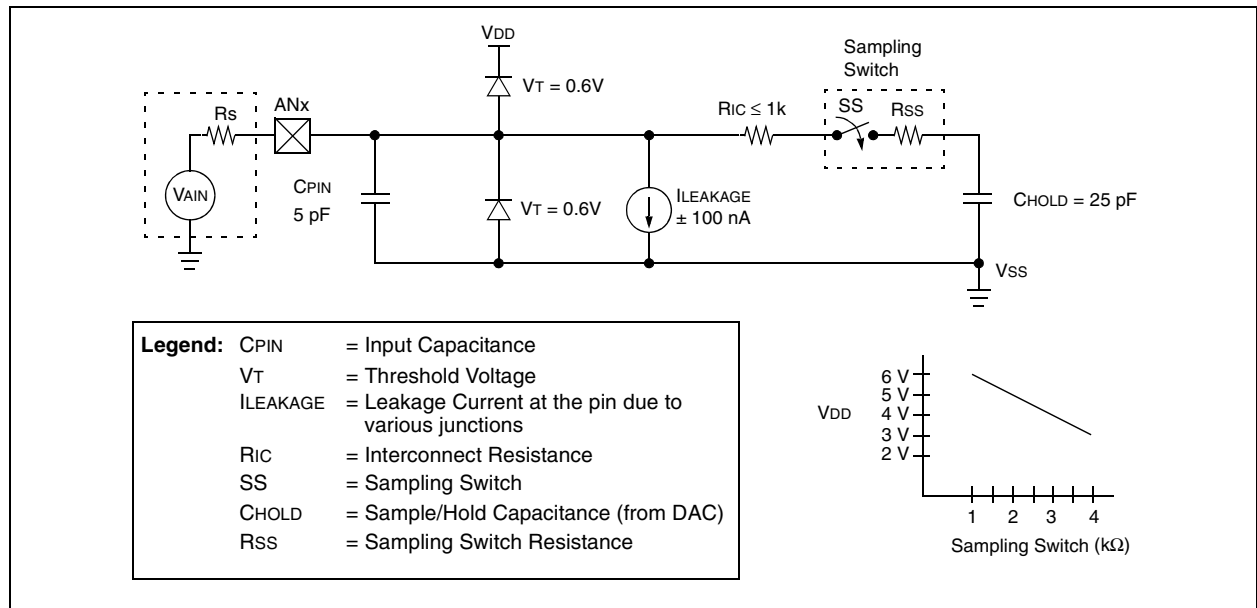 VDD
Sampling
Switch
VT = 0.6V
ANx
Rs
RIC ≤ 1k
SS
RSS
VAIN
CPIN
5 pF
VT = 0.6V
ILEAKAGE
± 100 nA
CHOLD = 25 pF
VSS
Legend: CPIN = Input Capacitance
VT = Threshold Voltage
ILEAKAGE = Leakage Current at the pin due to
various junctions
RIC = Interconnect Resistance
SS = Sampling Switch
CHOLD = Sample/Hold Capacitance (from DAC)
RSS = Sampling Switch Resistance
VDD
6 V
5 V
4 V
3 V
2 V
1 2 3 4
Sampling Switch (kΩ)